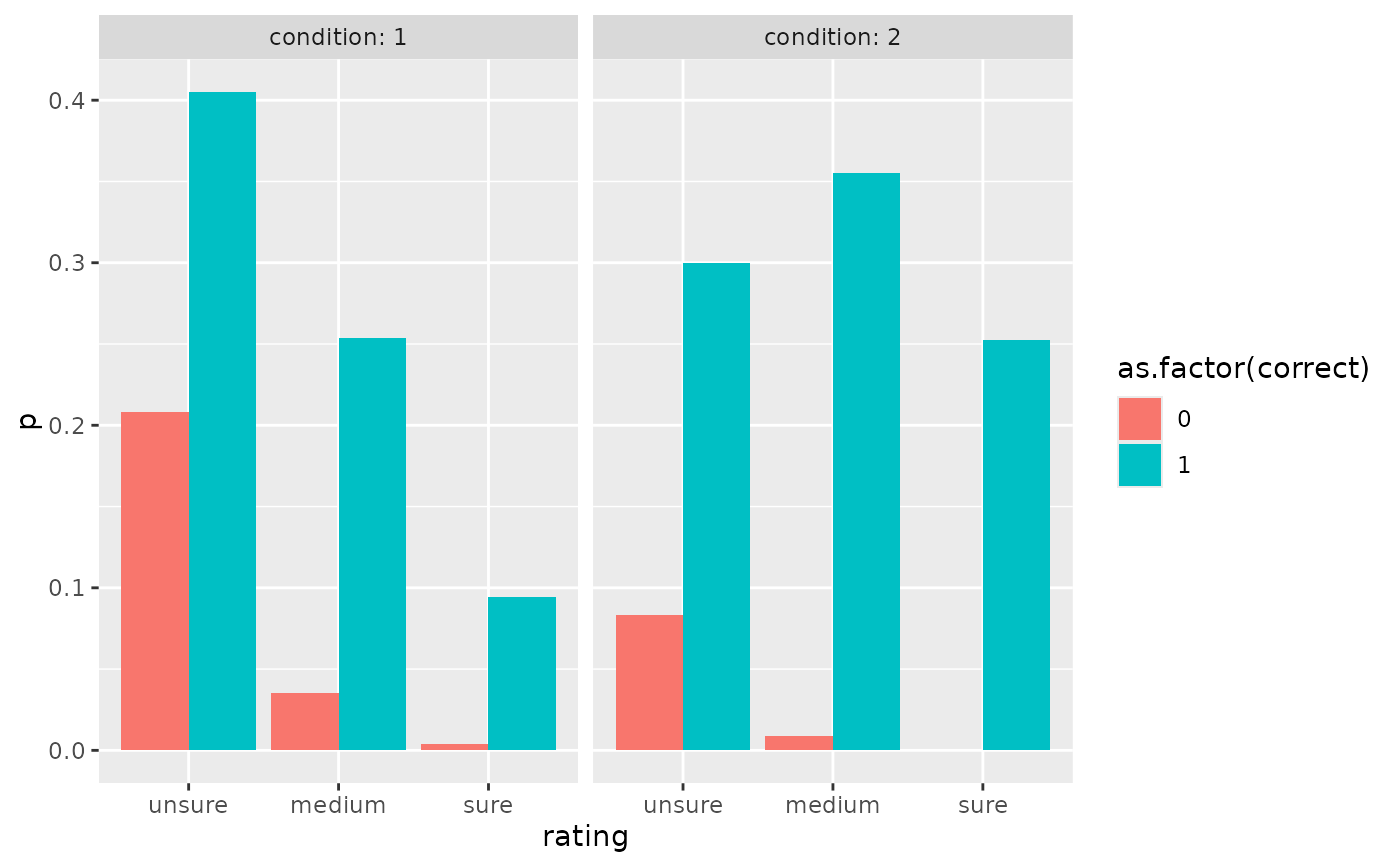 condition: 1
condition: 2
0.4
0.3
0.2
0.1
0.0
p
unsure medium sure
unsure medium sure
rating
as.factor(correct)
0
1